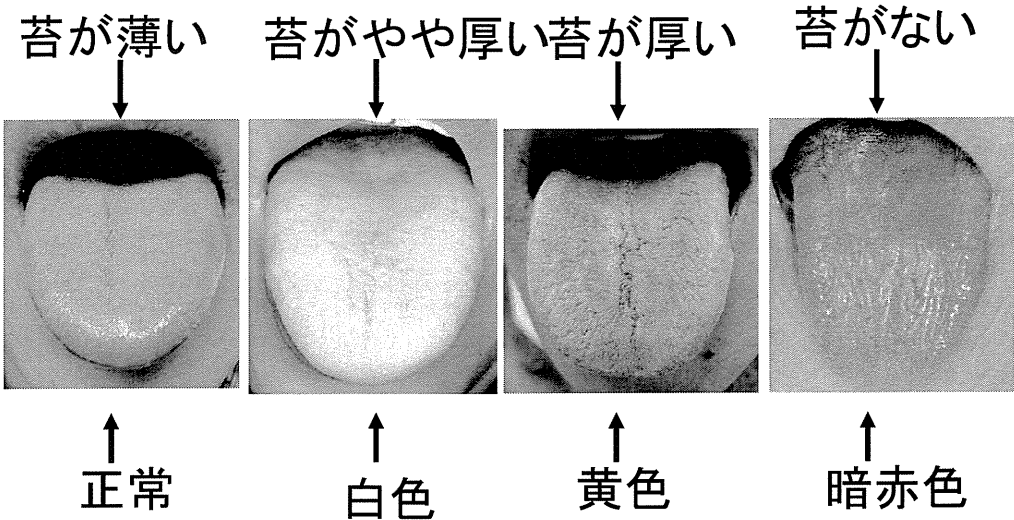 苔が薄い
苔がやや厚い
苔が厚い
苔がない
正常
白色
黄色
暗赤色